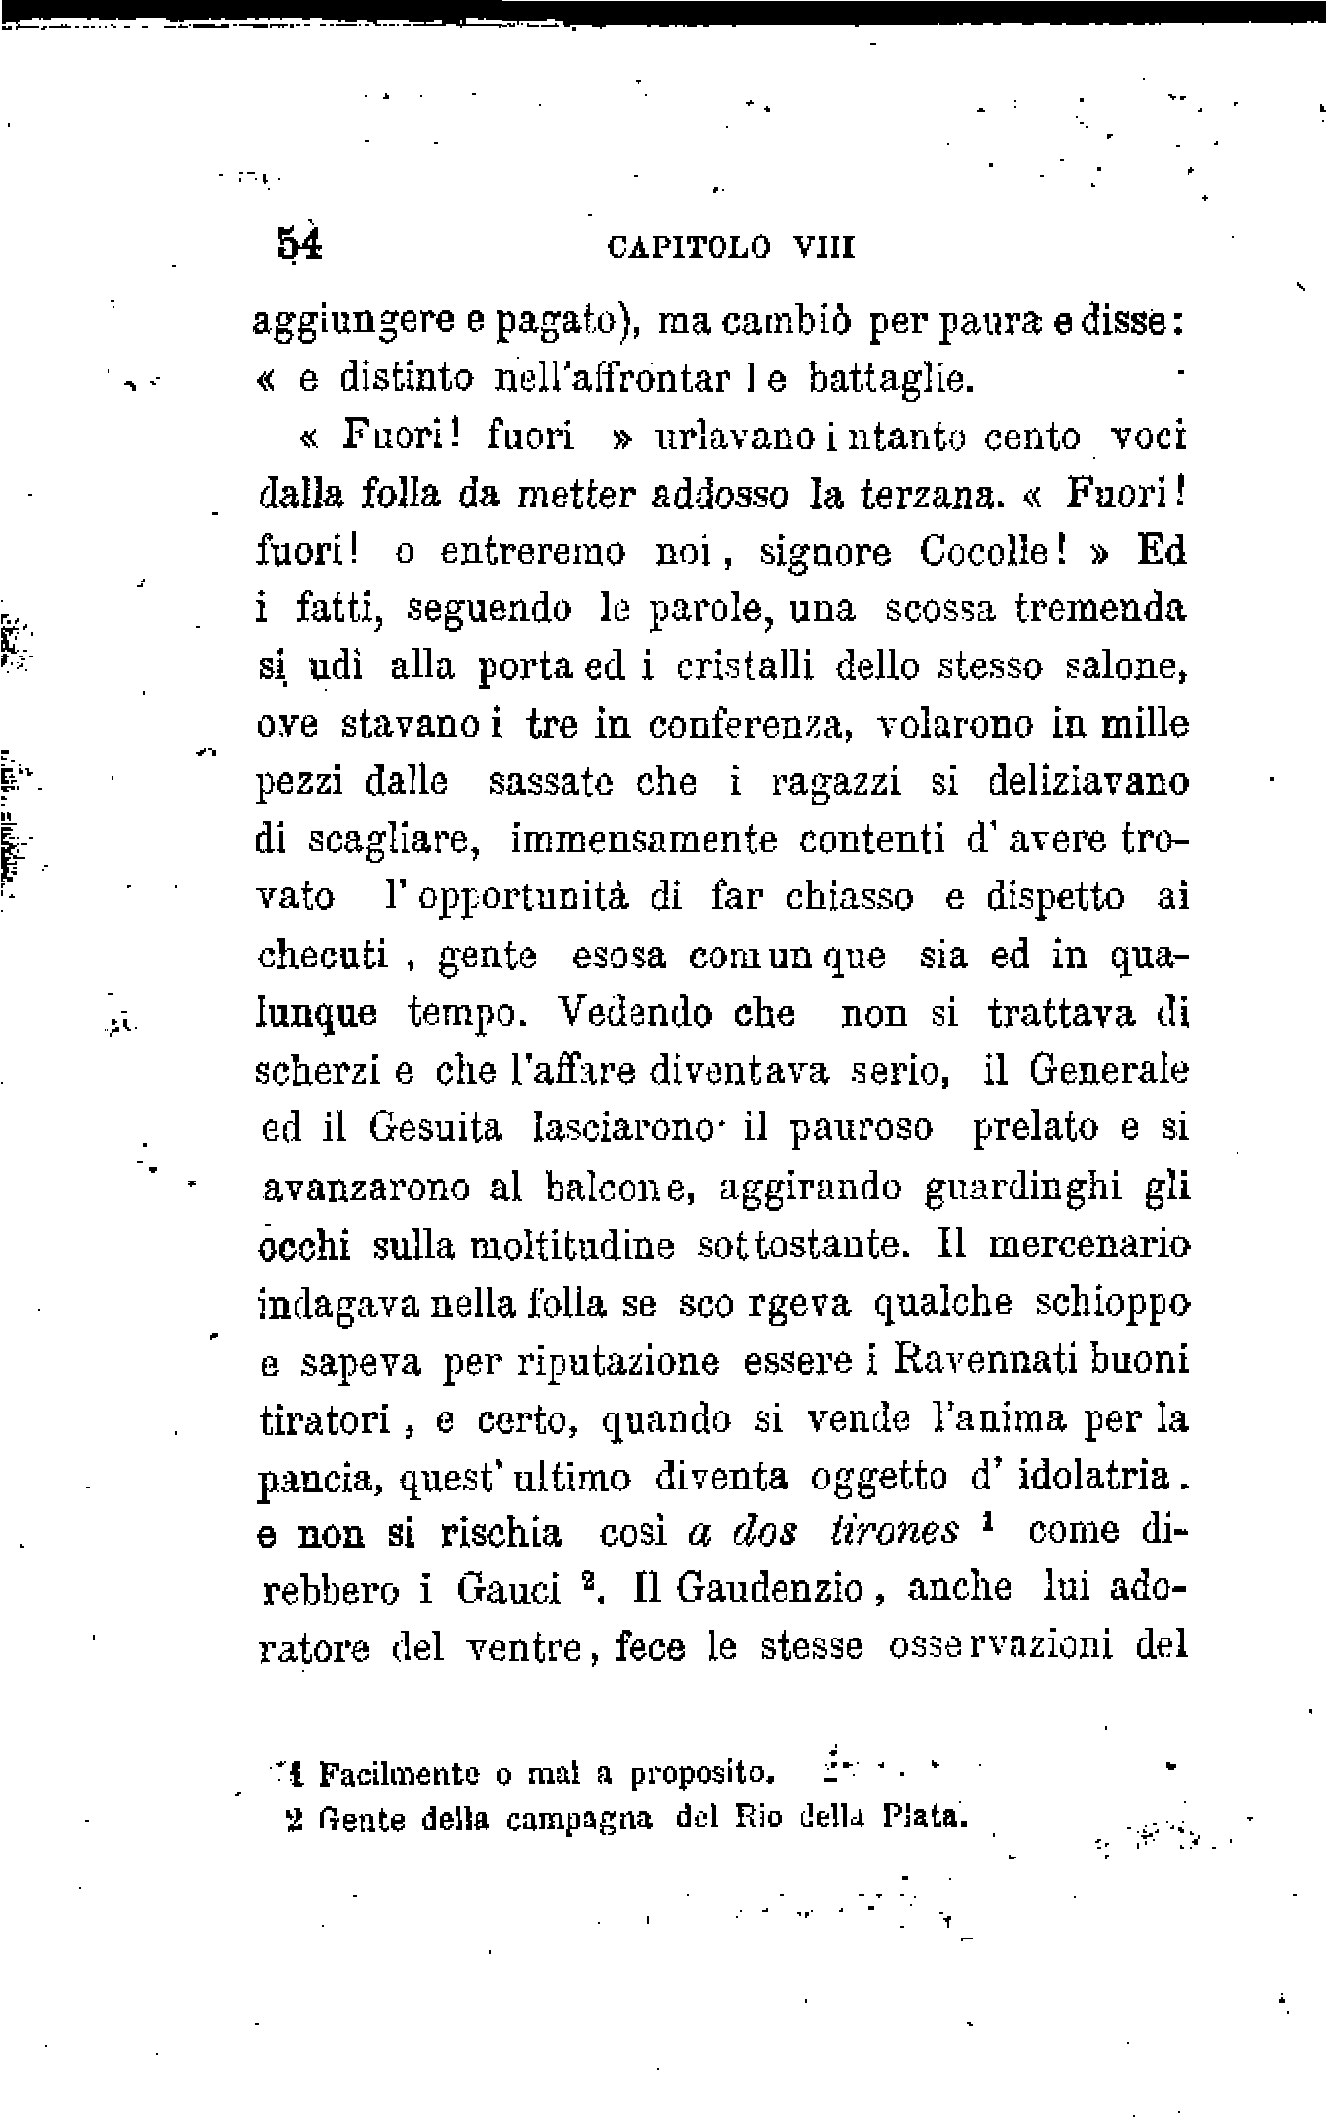 54 CAPITOLO VIII
aggiungere e pagato), ma cambiò per paura e disse:
« e distinto nell'affrontar le battaglie.
« Fuori! fuori » urlavano intanto cento voci
dalla folla da metter addosso la terzana. « Fuori!
fuori! o entreremo noi, signore Cocolle! » Ed
i fatti, seguendo le parole, una scossa tremenda
si udì alla porta ed i cristalli dello stesso salone,
ove stavano i tre in conferenza, volarono in mille
pezzi dalle sassate che i ragazzi si deliziavano
di scagliare, immensamente contenti d'avere tro-
vato l'opportunità di far chiasso e dispetto ai
checuti, gente esosa comunque sia ed in qua-
lunque tempo. Vedendo che non si trattava di
scherzi e che l'affare diventava serio, il Generale
ed il Gesuita lasciarono il pauroso prelato e si
avanzarono al balcone, aggirando guardinghi gli
occhi sulla moltitudine sottostante. Il mercenario
indagava nella folla se scorgeva qualche schioppo
e sapeva per riputazione essere i Ravennati buoni
tiratori, e certo, quando si vende l'anima per la
pancia, quest'ultimo diventa oggetto d'idolatria.
e non si rischia così a dos tirones ¹ come di-
rebbero i Gauci ². Il Gaudenzio, anche lui ado-
ratore del ventre, fece le stesse osservazioni del
1 Facilmente o mal a proposito.
2 Gente della campagna del Rio della Plata.